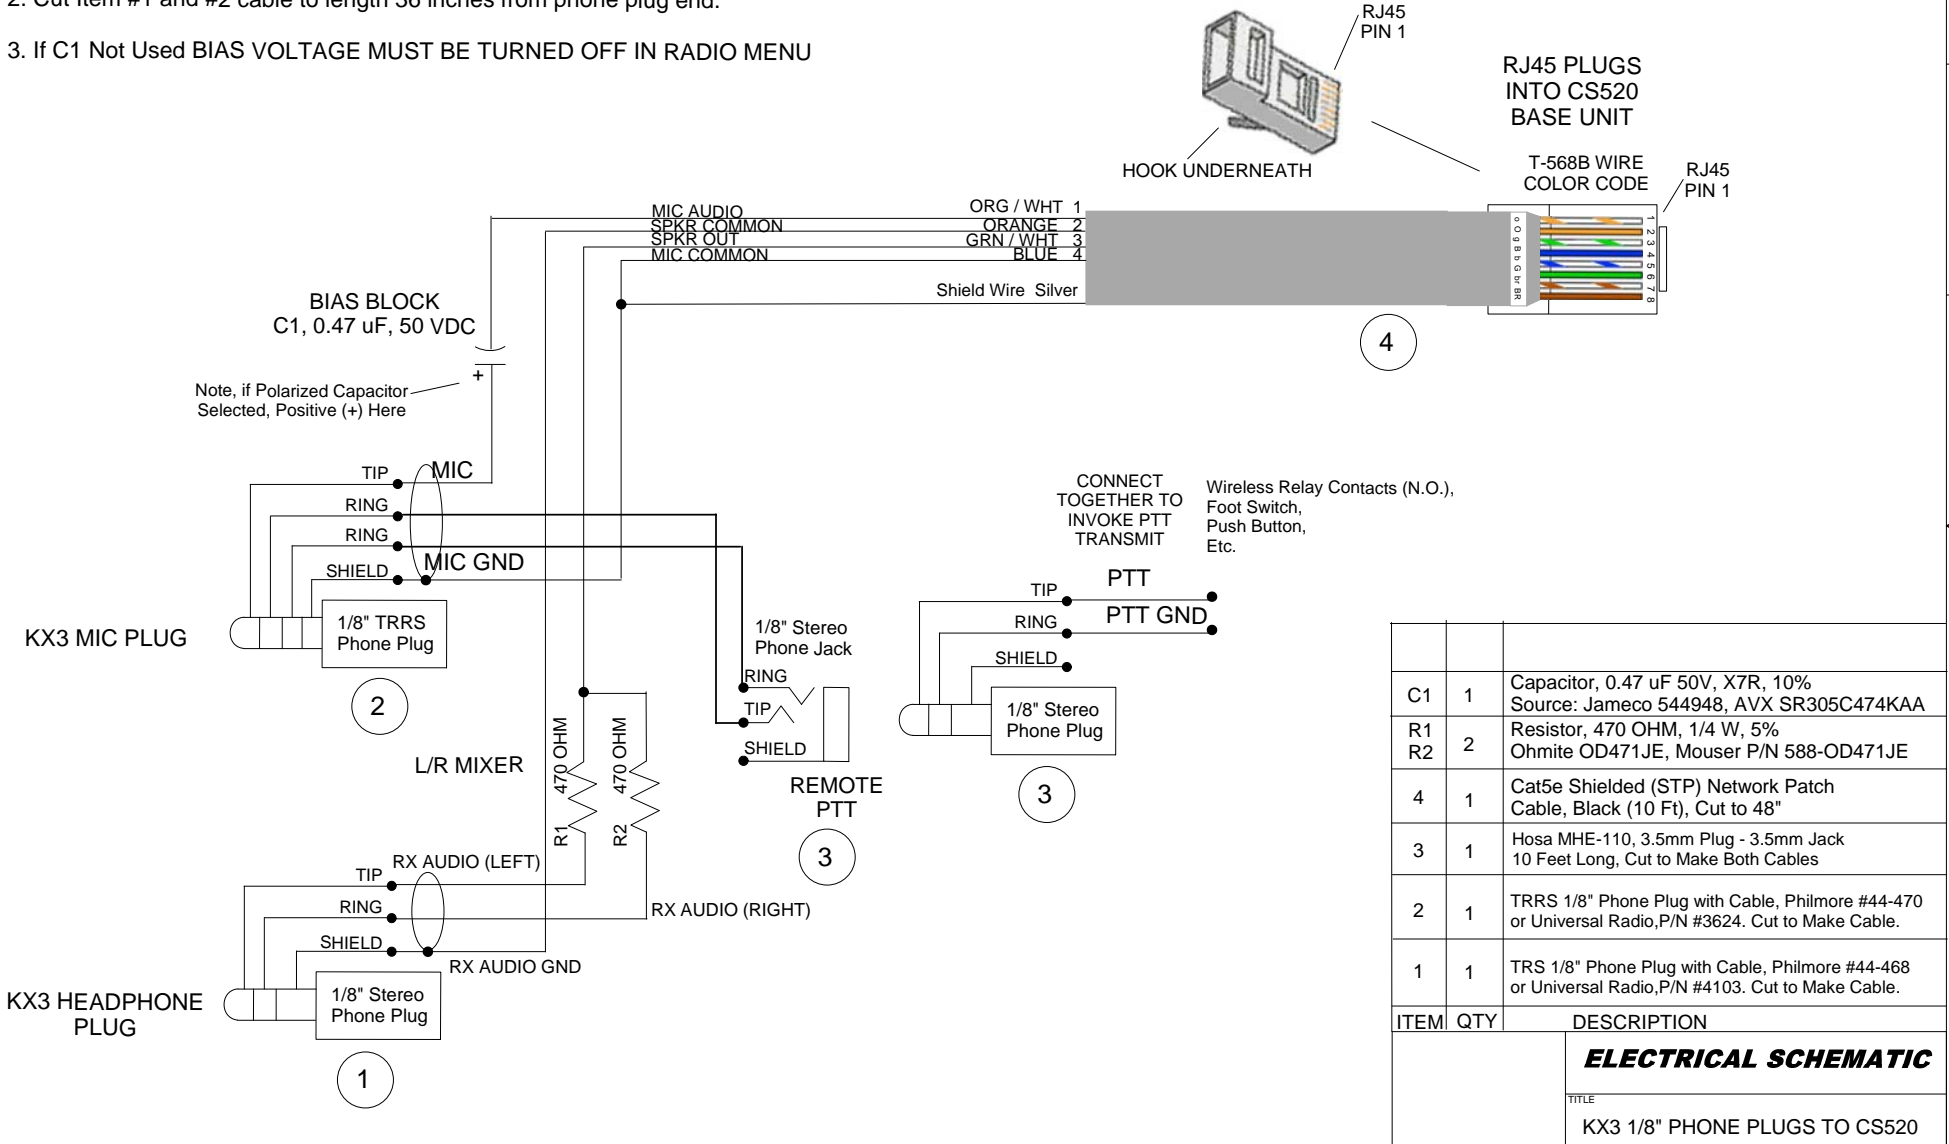 2. Cut Item #1 and #2 cable to length 36 inches from phone plug end.
3. If C1 Not Used BIAS VOLTAGE MUST BE TURNED OFF IN RADIO MENU
RJ45
PIN 1
HOOK UNDERNEATH
RJ45 PLUGS
INTO CS520
BASE UNIT
T-568B WIRE
COLOR CODE
RJ45
PIN 1
MIC AUDIO
ORG / WHT 1
SPKR COMMON
ORANGE 2
SPKR OUT
GRN / WHT 3
MIC COMMON
BLUE 4
Shield Wire Silver
o O g B b G br BR
1 2 3 4 5 6 7 8
4
BIAS BLOCK
C1, 0.47 uF, 50 VDC
+
Note, if Polarized Capacitor
Selected, Positive (+) Here
TIP
MIC
RING
RING
SHIELD
MIC GND
KX3 MIC PLUG
1/8" TRRS
Phone Plug
2
L/R MIXER
R1 470 OHM
R2 470 OHM
1/8" Stereo
Phone Jack
RING
TIP
SHIELD
REMOTE
PTT
3
CONNECT
TOGETHER TO
INVOKE PTT
TRANSMIT
Wireless Relay Contacts (N.O.),
Foot Switch,
Push Button,
Etc.
TIP
PTT
RING
PTT GND
SHIELD
1/8" Stereo
Phone Plug
3
RX AUDIO (LEFT)
TIP
RING
RX AUDIO (RIGHT)
SHIELD
RX AUDIO GND
KX3 HEADPHONE
PLUG
1/8" Stereo
Phone Plug
1
C1 1 Capacitor, 0.47 uF 50V, X7R, 10%
Source: Jameco 544948, AVX SR305C474KAA
R1
R2 2 Resistor, 470 OHM, 1/4 W, 5%
Ohmite OD471JE, Mouser P/N 588-OD471JE
4 1 Cat5e Shielded (STP) Network Patch
Cable, Black (10 Ft), Cut to 48"
3 1 Hosa MHE-110, 3.5mm Plug - 3.5mm Jack
10 Feet Long, Cut to Make Both Cables
2 1 TRRS 1/8" Phone Plug with Cable, Philmore #44-470
or Universal Radio,P/N #3624. Cut to Make Cable.
1 1 TRS 1/8" Phone Plug with Cable, Philmore #44-468
or Universal Radio,P/N #4103. Cut to Make Cable.
ITEM QTY DESCRIPTION
ELECTRICAL SCHEMATIC
TITLE
KX3 1/8" PHONE PLUGS TO CS520